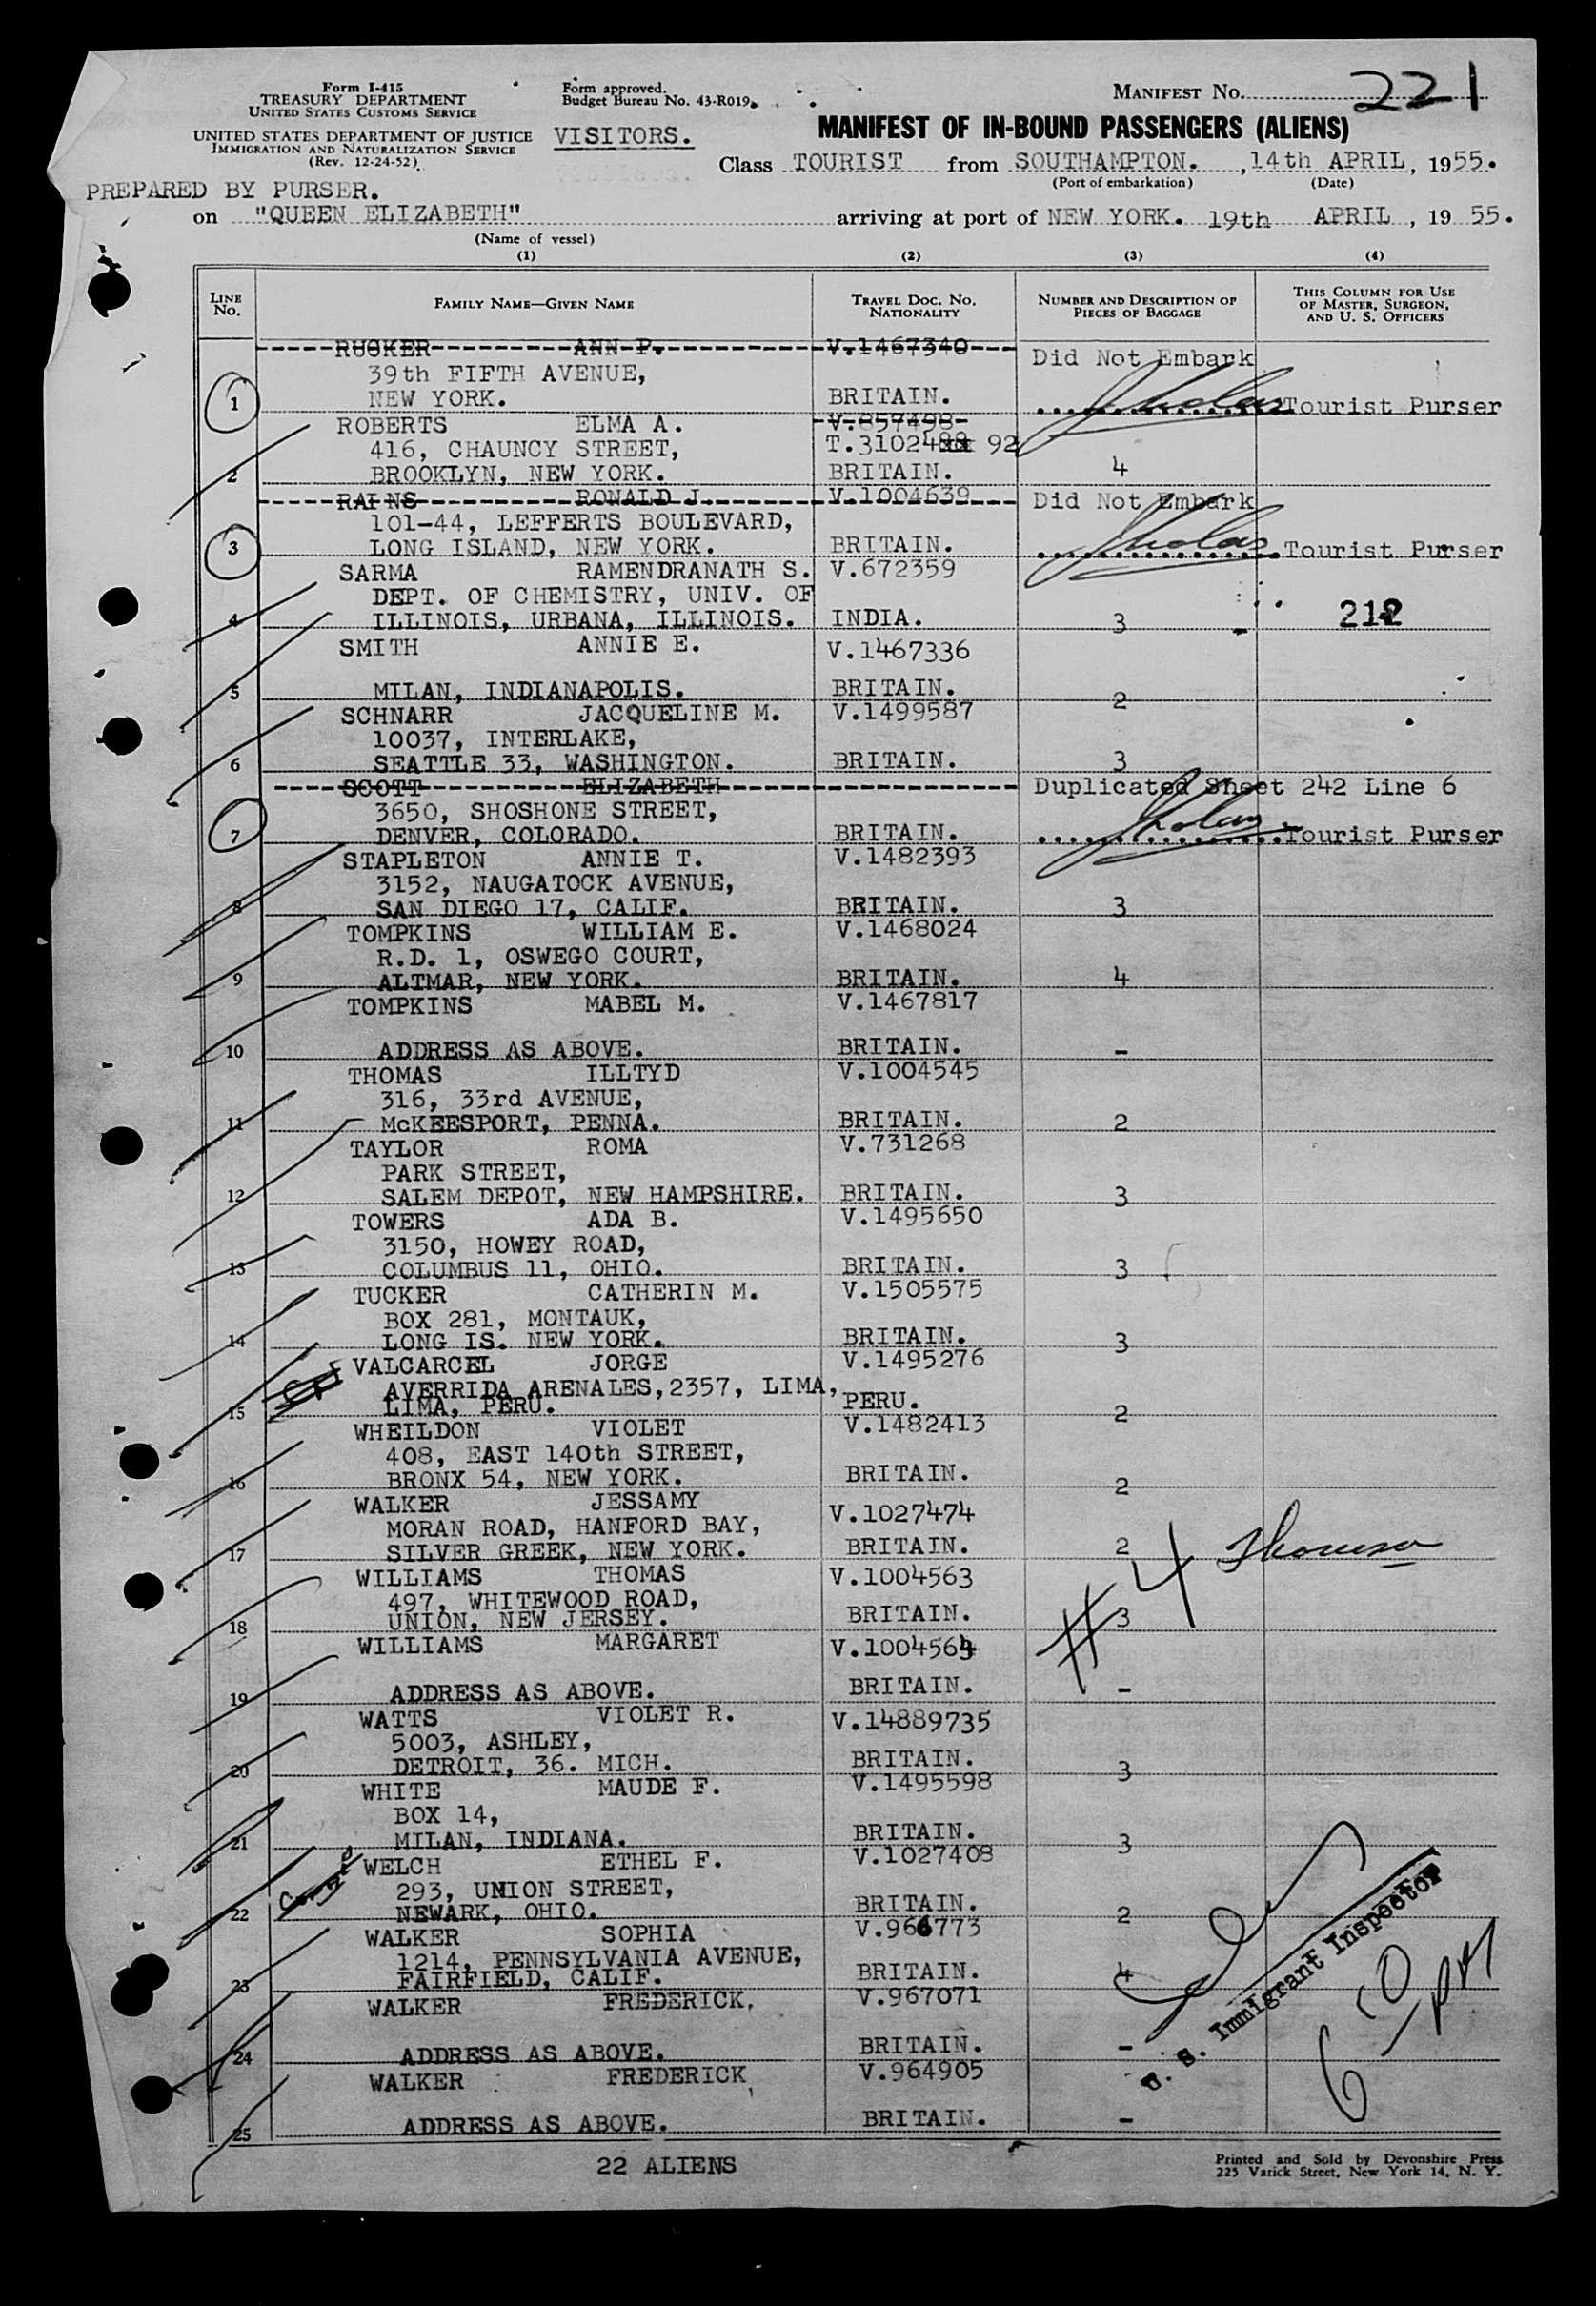 Form I-415
TREASURY DEPARTMENT
UNITED STATES CUSTOMS SERVICE
UNITED STATES DEPARTMENT OF JUSTICE
IMMIGRATION AND NATURALIZATION SERVICE
(Rev. 12-24-52)
Form approved.
Budget Bureau No. 43-R019.
VISITORS.
MANIFEST NO. 221
MANIFEST OF IN-BOUND PASSENGERS (ALIENS)
Class TOURIST from SOUTHAMPTON. , 14th APRIL , 1955.
(Port of embarkation) (Date)
PREPARED BY PURSER.
on "QUEEN ELIZABETH" arriving at port of NEW YORK. 19th APRIL , 19 55.
(Name of vessel)
(1) (2) (3) (4)
LINE NO. FAMILY NAME—GIVEN NAME TRAVEL DOC. NO. NATIONALITY NUMBER AND DESCRIPTION OF PIECES OF BAGGAGE THIS COLUMN FOR USE OF MASTER, SURGEON, AND U. S. OFFICERS
RUCKER ANN P. V.1467340 Did Not Embark
39th FIFTH AVENUE,
1 NEW YORK. BRITAIN. Tourist Purser
ROBERTS ELMA A. V.857498
416, CHAUNCY STREET, T.3102488 92
2 BROOKLYN, NEW YORK. BRITAIN. 4
RAINS RONALD J. V.1004639 Did Not Embark
101-44, LEFFERTS BOULEVARD,
3 LONG ISLAND, NEW YORK. BRITAIN. Tourist Purser
SARMA RAMENDRANATH S. V.672359
DEPT. OF CHEMISTRY, UNIV. OF
4 ILLINOIS, URBANA, ILLINOIS. INDIA. 3 212
SMITH ANNIE E. V.1467336
5 MILAN, INDIANAPOLIS. BRITAIN. 2
SCHNARR JACQUELINE M. V.1499587
10037, INTERLAKE,
6 SEATTLE 33, WASHINGTON. BRITAIN. 3
SCOTT ELIZABETH Duplicated Sheet 242 Line 6
3650, SHOSHONE STREET,
7 DENVER, COLORADO. BRITAIN. Tourist Purser
STAPLETON ANNIE T. V.1482393
3152, NAUGATOCK AVENUE,
8 SAN DIEGO 17, CALIF. BRITAIN. 3
TOMPKINS WILLIAM E. V.1468024
R.D. 1, OSWEGO COURT,
9 ALTMAR, NEW YORK. BRITAIN. 4
TOMPKINS MABEL M. V.1467817
10 ADDRESS AS ABOVE. BRITAIN. -
THOMAS ILLTYD V.1004545
316, 33rd AVENUE,
11 McKEESPORT, PENNA. BRITAIN. 2
TAYLOR ROMA V.731268
PARK STREET,
12 SALEM DEPOT, NEW HAMPSHIRE. BRITAIN. 3
TOWERS ADA B. V.1495650
3150, HOWEY ROAD,
13 COLUMBUS 11, OHIO. BRITAIN. 3
TUCKER CATHERIN M. V.1505575
BOX 281, MONTAUK,
14 LONG IS. NEW YORK. BRITAIN. 3
VALCARCEL JORGE V.1495276
AVERRIDA ARENALES,2357, LIMA,
15 LIMA, PERU. PERU. 2
WHEILDON VIOLET V.1482413
408, EAST 140th STREET,
16 BRONX 54, NEW YORK. BRITAIN. 2
WALKER JESSAMY V.1027474
MORAN ROAD, HANFORD BAY,
17 SILVER GREEK, NEW YORK. BRITAIN. 2
WILLIAMS THOMAS V.1004563 # 4
497, WHITEWOOD ROAD,
18 UNION, NEW JERSEY. BRITAIN. 3
WILLIAMS MARGARET V.1004564
19 ADDRESS AS ABOVE. BRITAIN. -
WATTS VIOLET R. V.14889735
5003, ASHLEY,
20 DETROIT, 36. MICH. BRITAIN. 3
WHITE MAUDE F. V.1495598
BOX 14,
21 MILAN, INDIANA. BRITAIN. 3
WELCH ETHEL F. V.1027408
293, UNION STREET,
22 NEWARK, OHIO. BRITAIN. 2
WALKER SOPHIA V.966773
1214, PENNSYLVANIA AVENUE,
23 FAIRFIELD, CALIF. BRITAIN. 4
WALKER FREDERICK. V.967071
U. S. Immigrant Inspector
6 50 PM
24 ADDRESS AS ABOVE. BRITAIN. -
WALKER FREDERICK V.964905
25 ADDRESS AS ABOVE. BRITAIN. -
22 ALIENS
Printed and Sold by Devonshire Press
225 Varick Street, New York 14, N. Y.